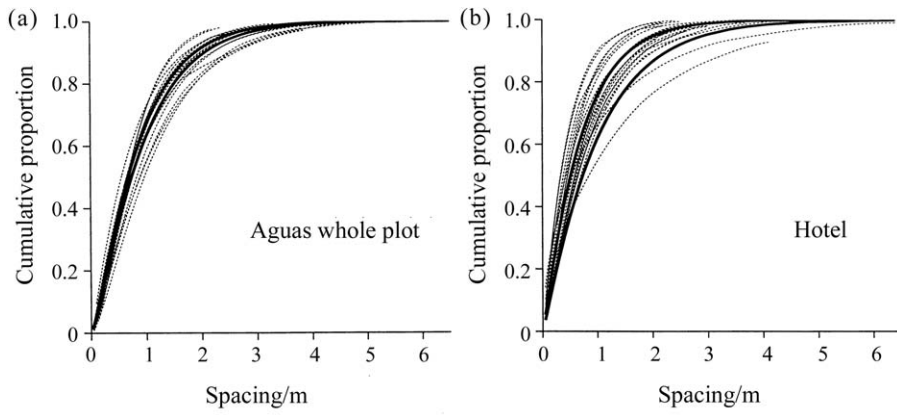 (a)
1.0
0.8
0.6
0.4
0.2
0
Cumulative proportion
Aguas whole plot
0 1 2 3 4 5 6
Spacing/m
(b)
1.0
0.8
0.6
0.4
0.2
0
Cumulative proportion
Hotel
0 1 2 3 4 5 6
Spacing/m